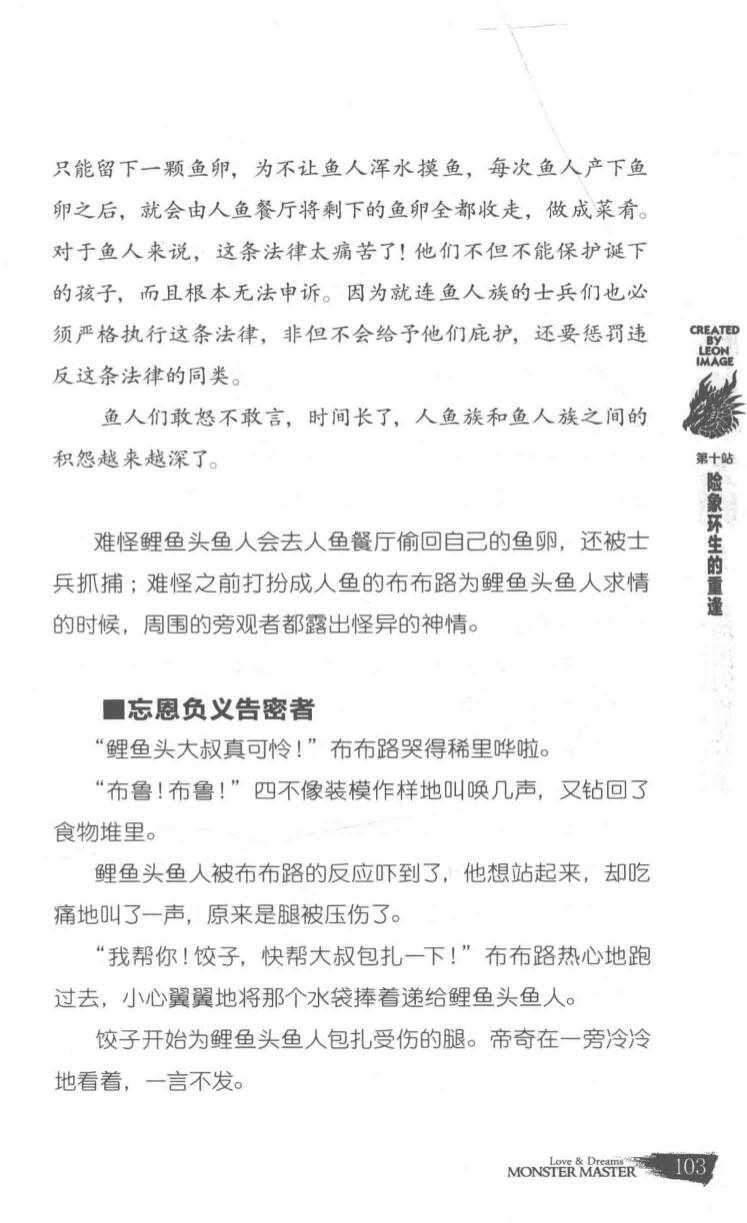 只能留下一颗鱼卵，为不让鱼人浑水摸鱼，每次鱼人产下鱼
卵之后，就会由人鱼餐厅将剩下的鱼卵全都收走，做成菜肴。
对于鱼人来说，这条法律太痛苦了！他们不但不能保护诞下
的孩子，而且根本无法申诉。因为就连鱼人族的士兵们也必
须严格执行这条法律，非但不会给予他们庇护，还要惩罚违
反这条法律的同类。
鱼人们敢怒不敢言，时间长了，人鱼族和鱼人族之间的
积怨越来越深了。
难怪鲤鱼头鱼人会去人鱼餐厅偷回自己的鱼卵，还被士
兵抓捕；难怪之前打扮成人鱼的布布路为鲤鱼头鱼人求情
的时候，周围的旁观者都露出怪异的神情。
■忘恩负义告密者
“鲤鱼头大叔真可怜！”布布路哭得稀里哗啦。
“布鲁！布鲁！”四不像装模作样地叫唤几声，又钻回了
食物堆里。
鲤鱼头鱼人被布布路的反应吓到了，他想站起来，却吃
痛地叫了一声，原来是腿被压伤了。
“我帮你！饺子，快帮大叔包扎一下！”布布路热心地跑
过去，小心翼翼地将那个水袋捧着递给鲤鱼头鱼人。
饺子开始为鲤鱼头鱼人包扎受伤的腿。帝奇在一旁冷冷
地看着，一言不发。
CREATED
BY
LEON
IMAGE
第十站
险象环生的重逢
Love & Dreams
MONSTER MASTER
103